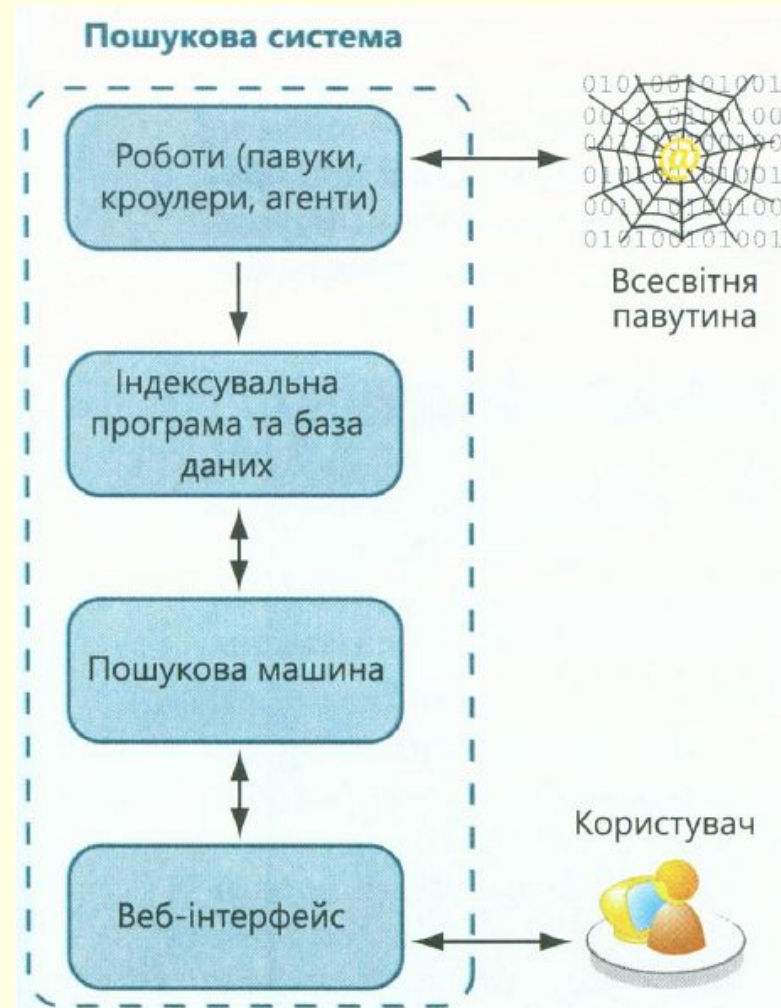 Пошукова система
Роботи (павуки,
кроулери, агенти)
Всесвітня
павутина
Індексувальна
програма та база
даних
Пошукова машина
Веб-інтерфейс
Користувач